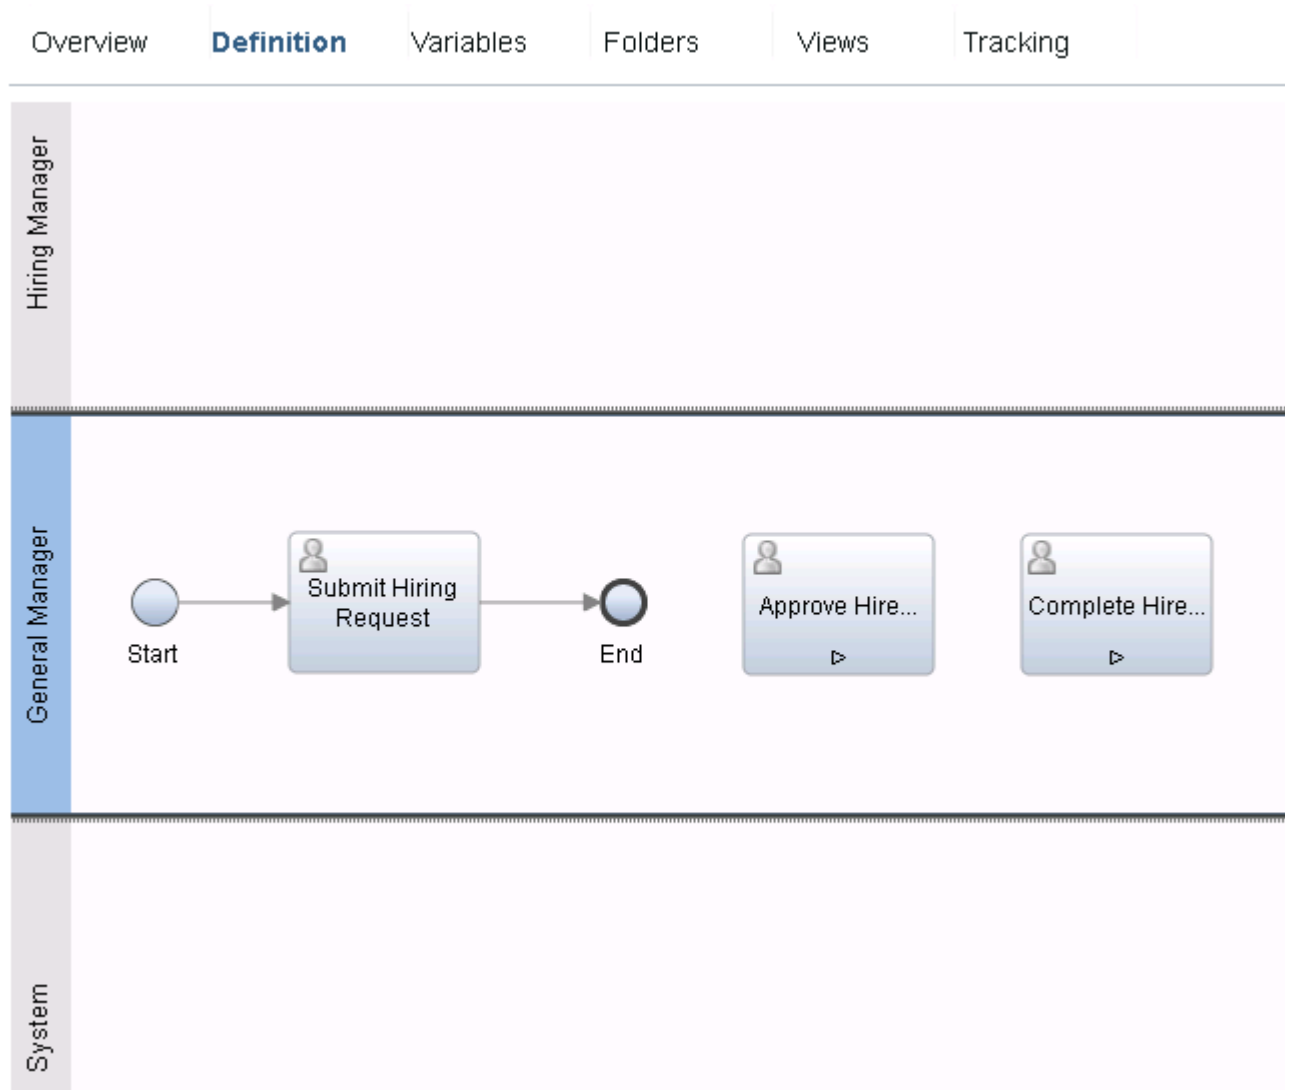 Overview Definition Variables Folders Views Tracking
Hiring Manager
General Manager
Start
Submit Hiring
Request
End
Approve Hire...
Complete Hire...
System